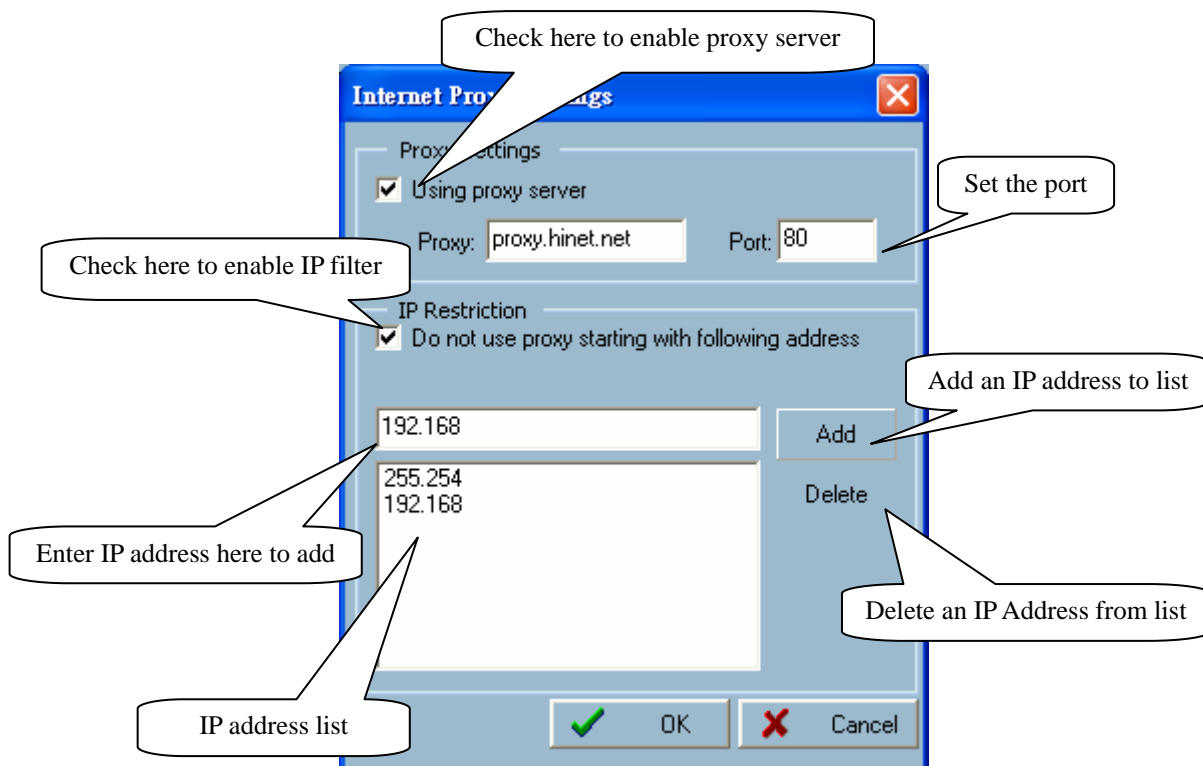 Check here to enable proxy server
Internet Pro ngs
Proxy ettings
Using proxy server
Set the port
Proxy: proxy.hinet.net Port: 80
Check here to enable IP filter
IP Restriction
Do not use proxy starting with following address
Add an IP address to list
192.168 Add
255.254
192.168
Delete
Enter IP address here to add
Delete an IP Address from list
IP address list
OK Cancel